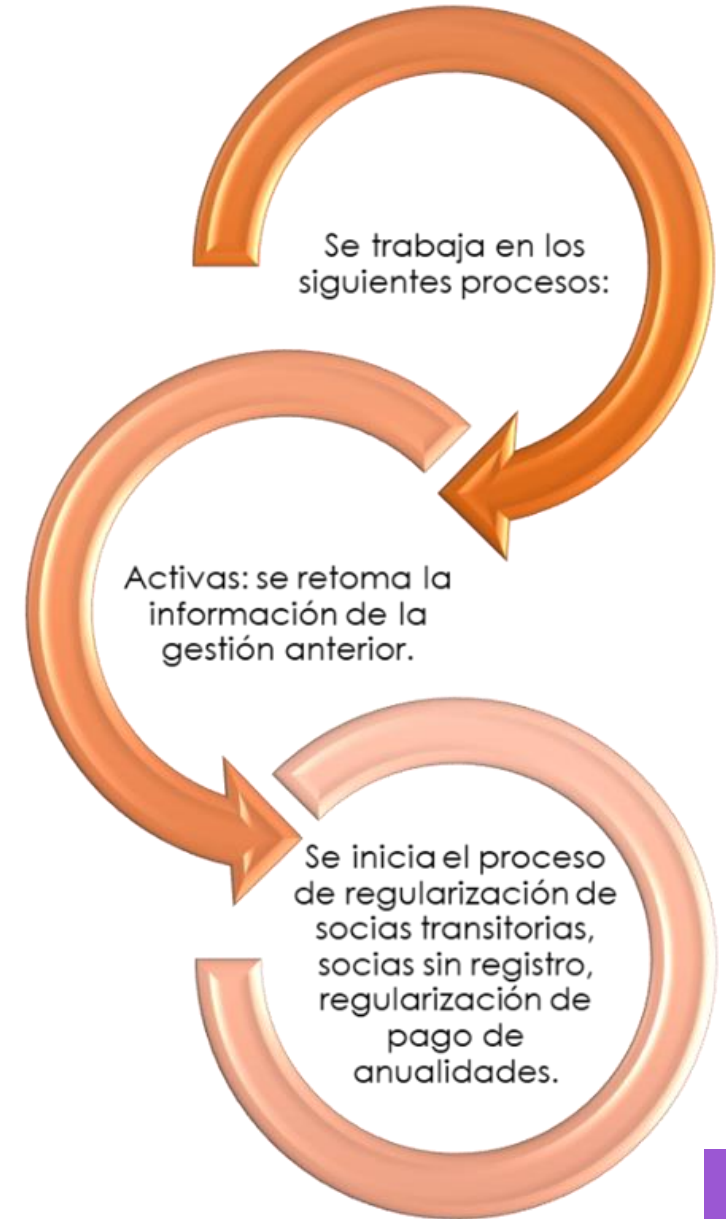 Se trabaja en los
siguientes procesos:
Activas: se retoma la
información de la
gestión anterior.
Se inicia el proceso
de regularización de
socias transitorias,
socias sin registro,
regularización de
pago de
anualidades.